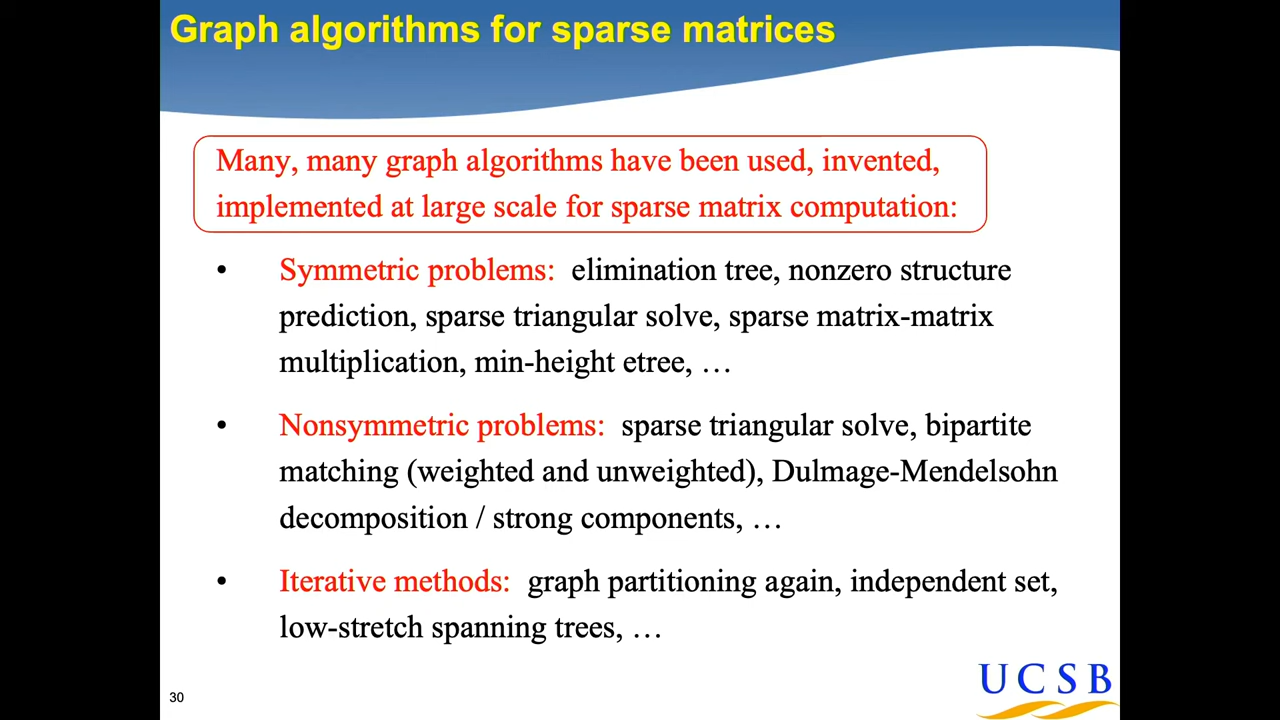 Graph algorithms for sparse matrices
Many, many graph algorithms have been used, invented,
implemented at large scale for sparse matrix computation:
• Symmetric problems: elimination tree, nonzero structure
prediction, sparse triangular solve, sparse matrix-matrix
multiplication, min-height etree, …
• Nonsymmetric problems: sparse triangular solve, bipartite
matching (weighted and unweighted), Dulmage-Mendelsohn
decomposition / strong components, …
• Iterative methods: graph partitioning again, independent set,
low-stretch spanning trees, …
30
UCSB